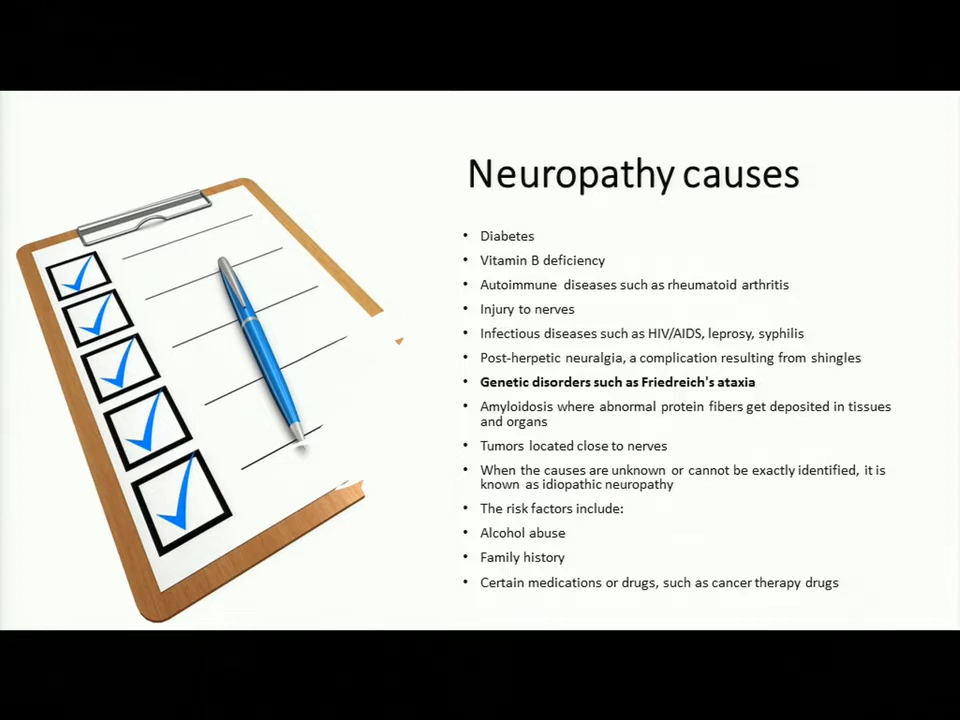 Neuropathy causes
• Diabetes
• Vitamin B deficiency
• Autoimmune diseases such as rheumatoid arthritis
• Injury to nerves
• Infectious diseases such as HIV/AIDS, leprosy, syphilis
• Post-herpetic neuralgia, a complication resulting from shingles
• Genetic disorders such as Friedreich's ataxia
• Amyloidosis where abnormal protein fibers get deposited in tissues
and organs
• Tumors located close to nerves
• When the causes are unknown or cannot be exactly identified, it is
known as idiopathic neuropathy
• The risk factors include:
• Alcohol abuse
• Family history
• Certain medications or drugs, such as cancer therapy drugs